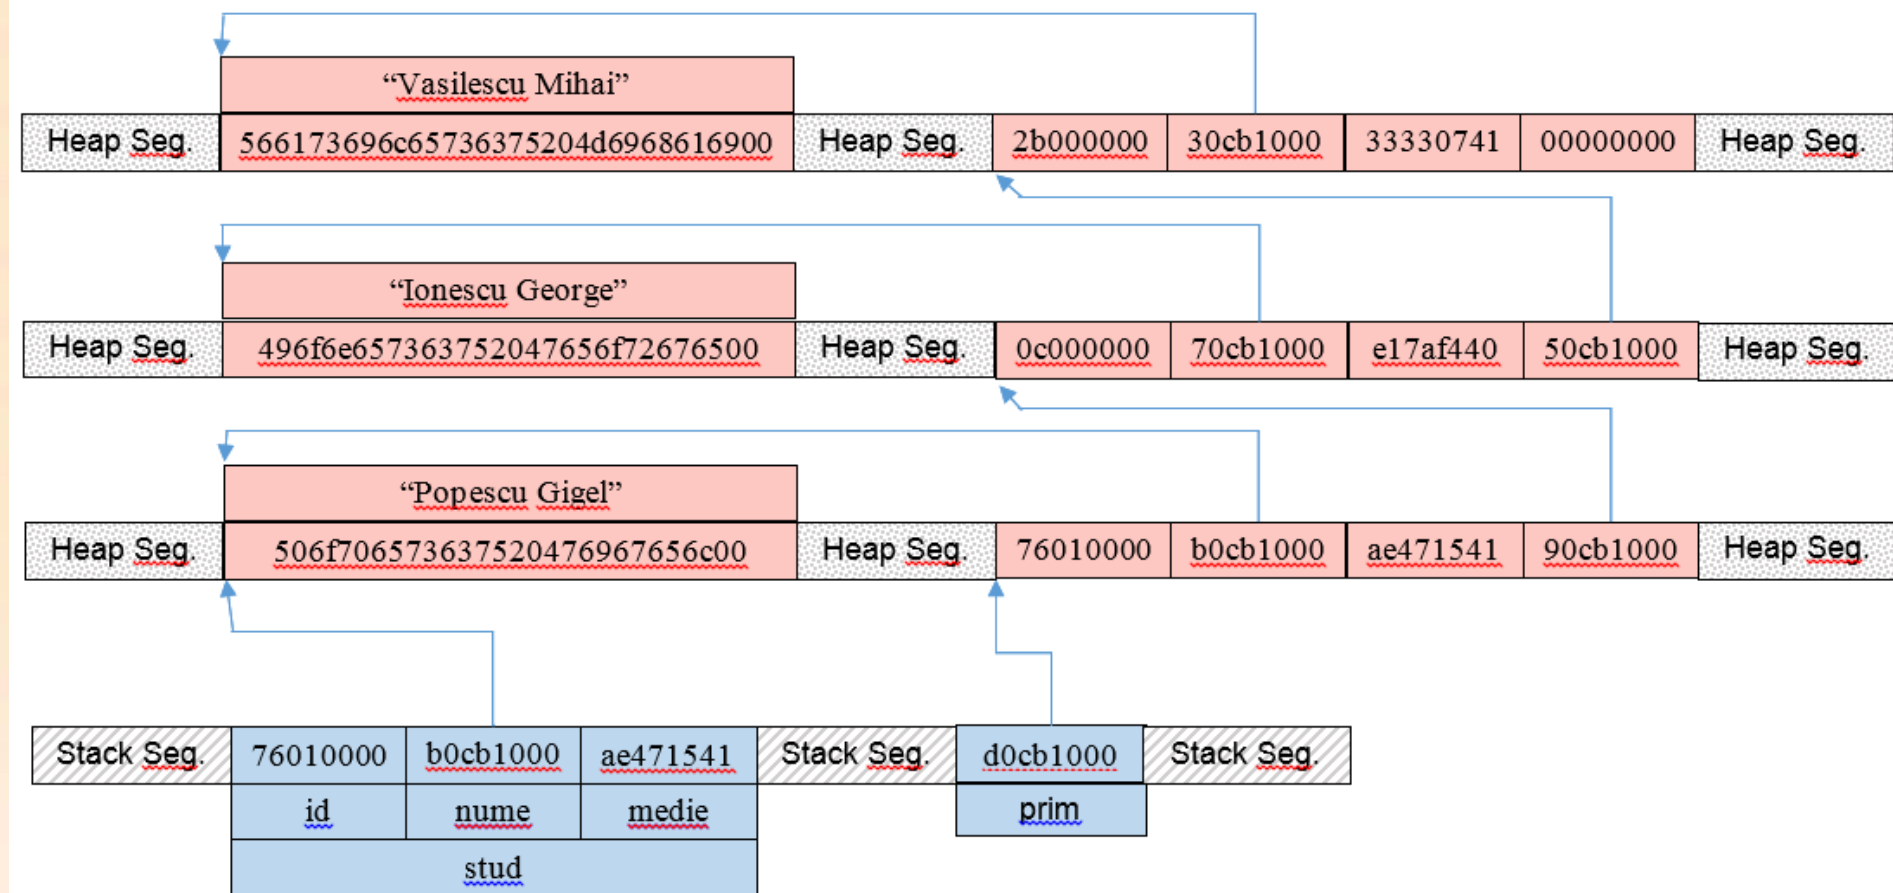 “Vasilescu Mihai”
Heap Seg. 566173696c65736375204d6968616900 Heap Seg. 2b000000 30cb1000 33330741 00000000 Heap Seg.
“Ionescu George”
Heap Seg. 496f6e657363752047656f72676500 Heap Seg. 0c000000 70cb1000 e17af440 50cb1000 Heap Seg.
“Popescu Gigel”
Heap Seg. 506f706573637520476967656c00 Heap Seg. 76010000 b0cb1000 ae471541 90cb1000 Heap Seg.
Stack Seg. 76010000 b0cb1000 ae471541 Stack Seg. d0cb1000 Stack Seg.
id nume medie prim
stud